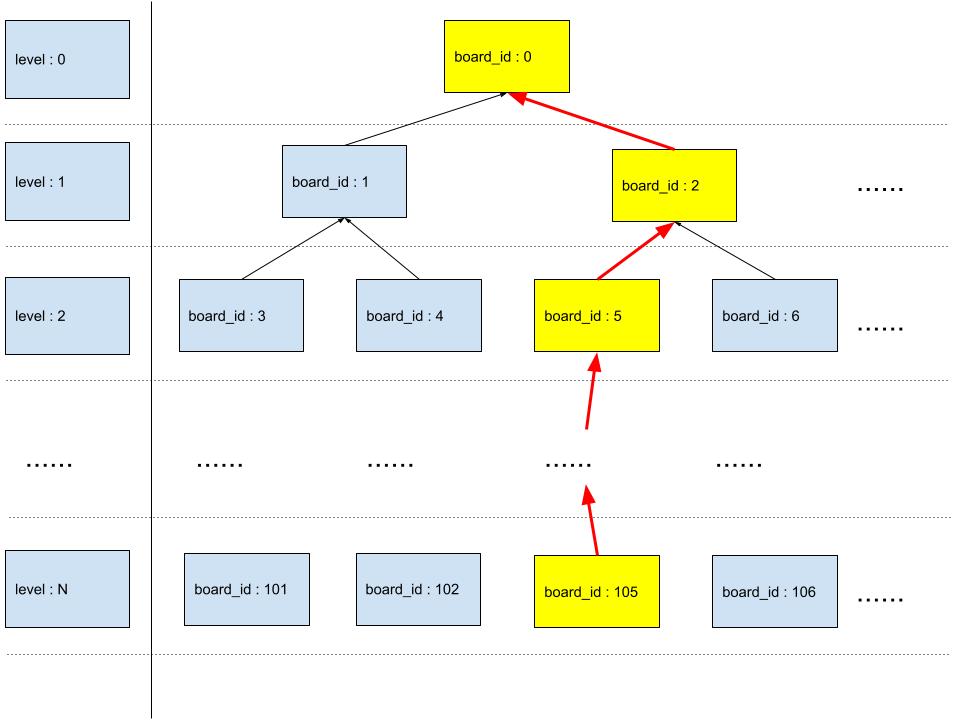 level : 0
board_id : 0
level : 1
board_id : 1
board_id : 2
......
level : 2
board_id : 3
board_id : 4
board_id : 5
board_id : 6
......
......
......
......
......
......
level : N
board_id : 101
board_id : 102
board_id : 105
board_id : 106
......